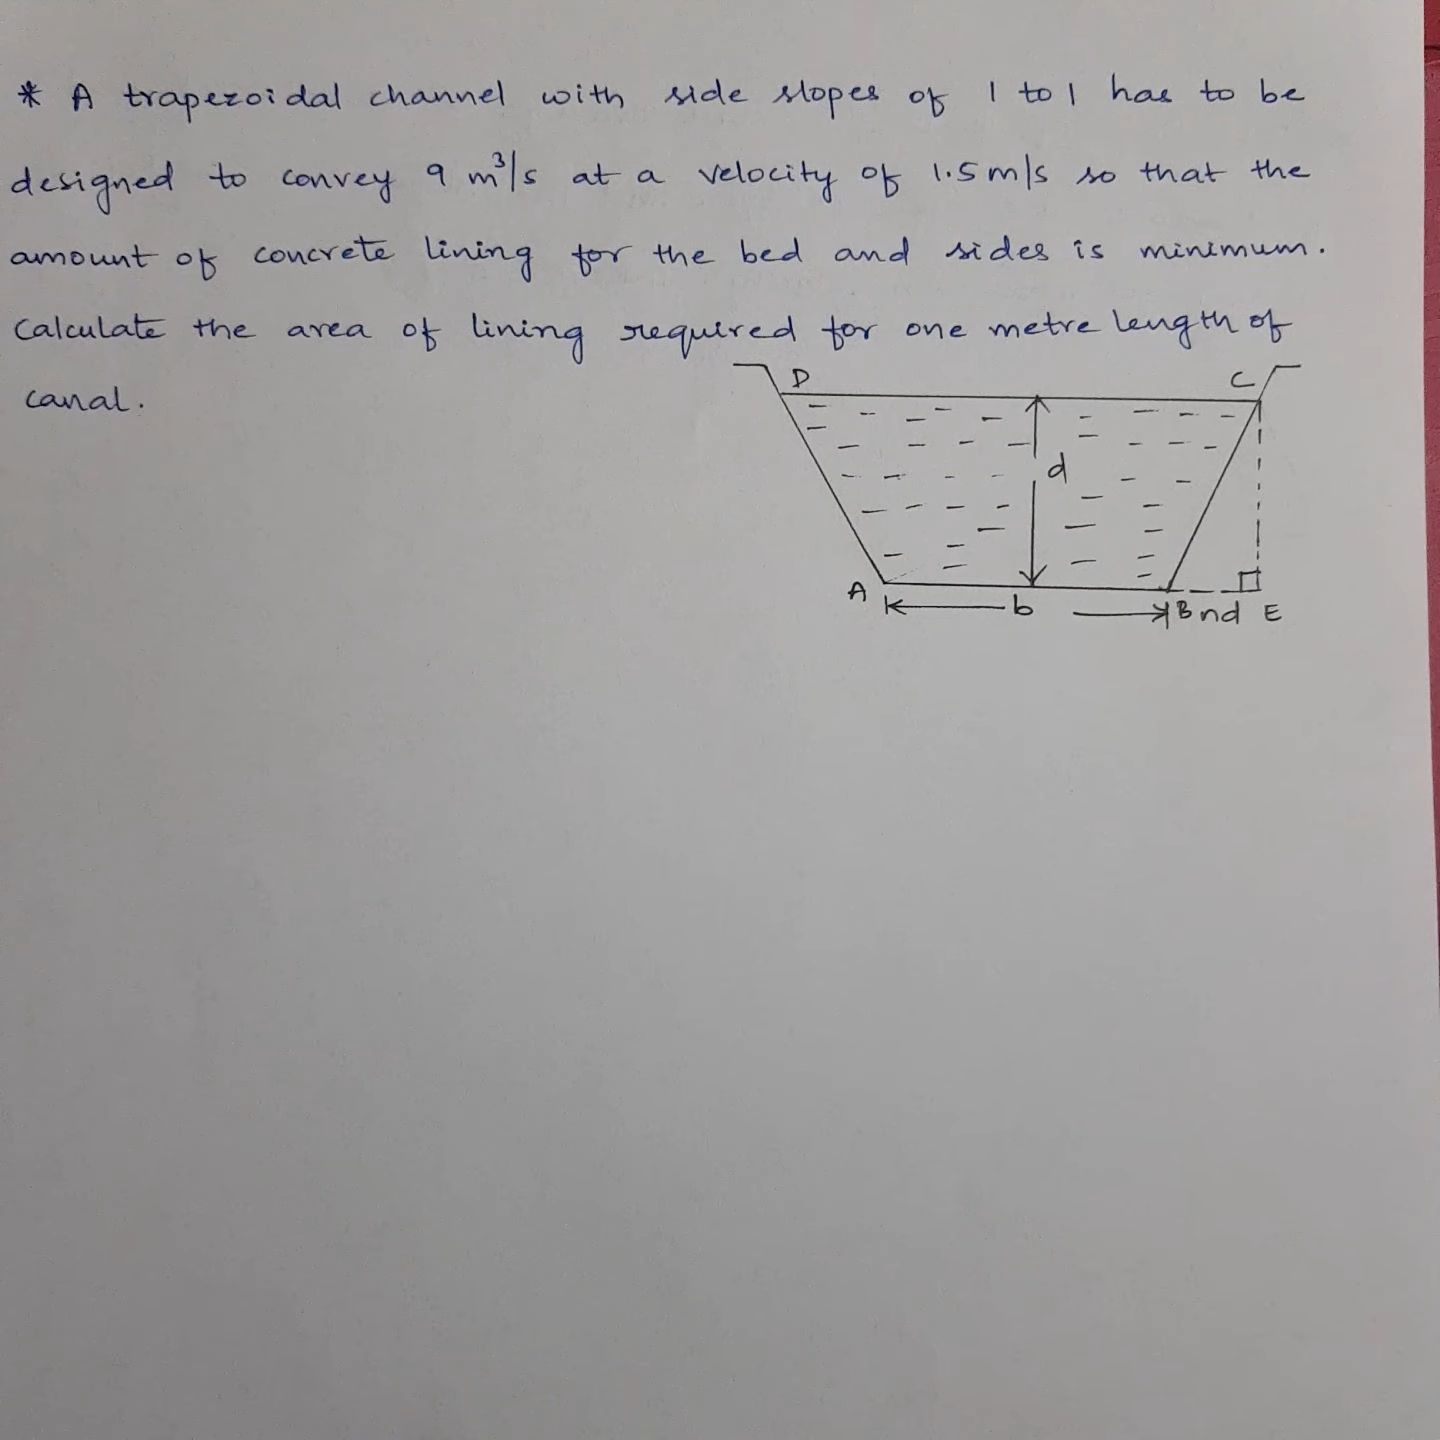 * A trapezoidal channel with side slopes of 1 to 1 has to be
designed to convey 9 m³/s at a velocity of 1.5 m/s so that the
amount of concrete lining for the bed and sides is minimum.
Calculate the area of lining required for one metre length of
canal.
D C
d
A b B nd E